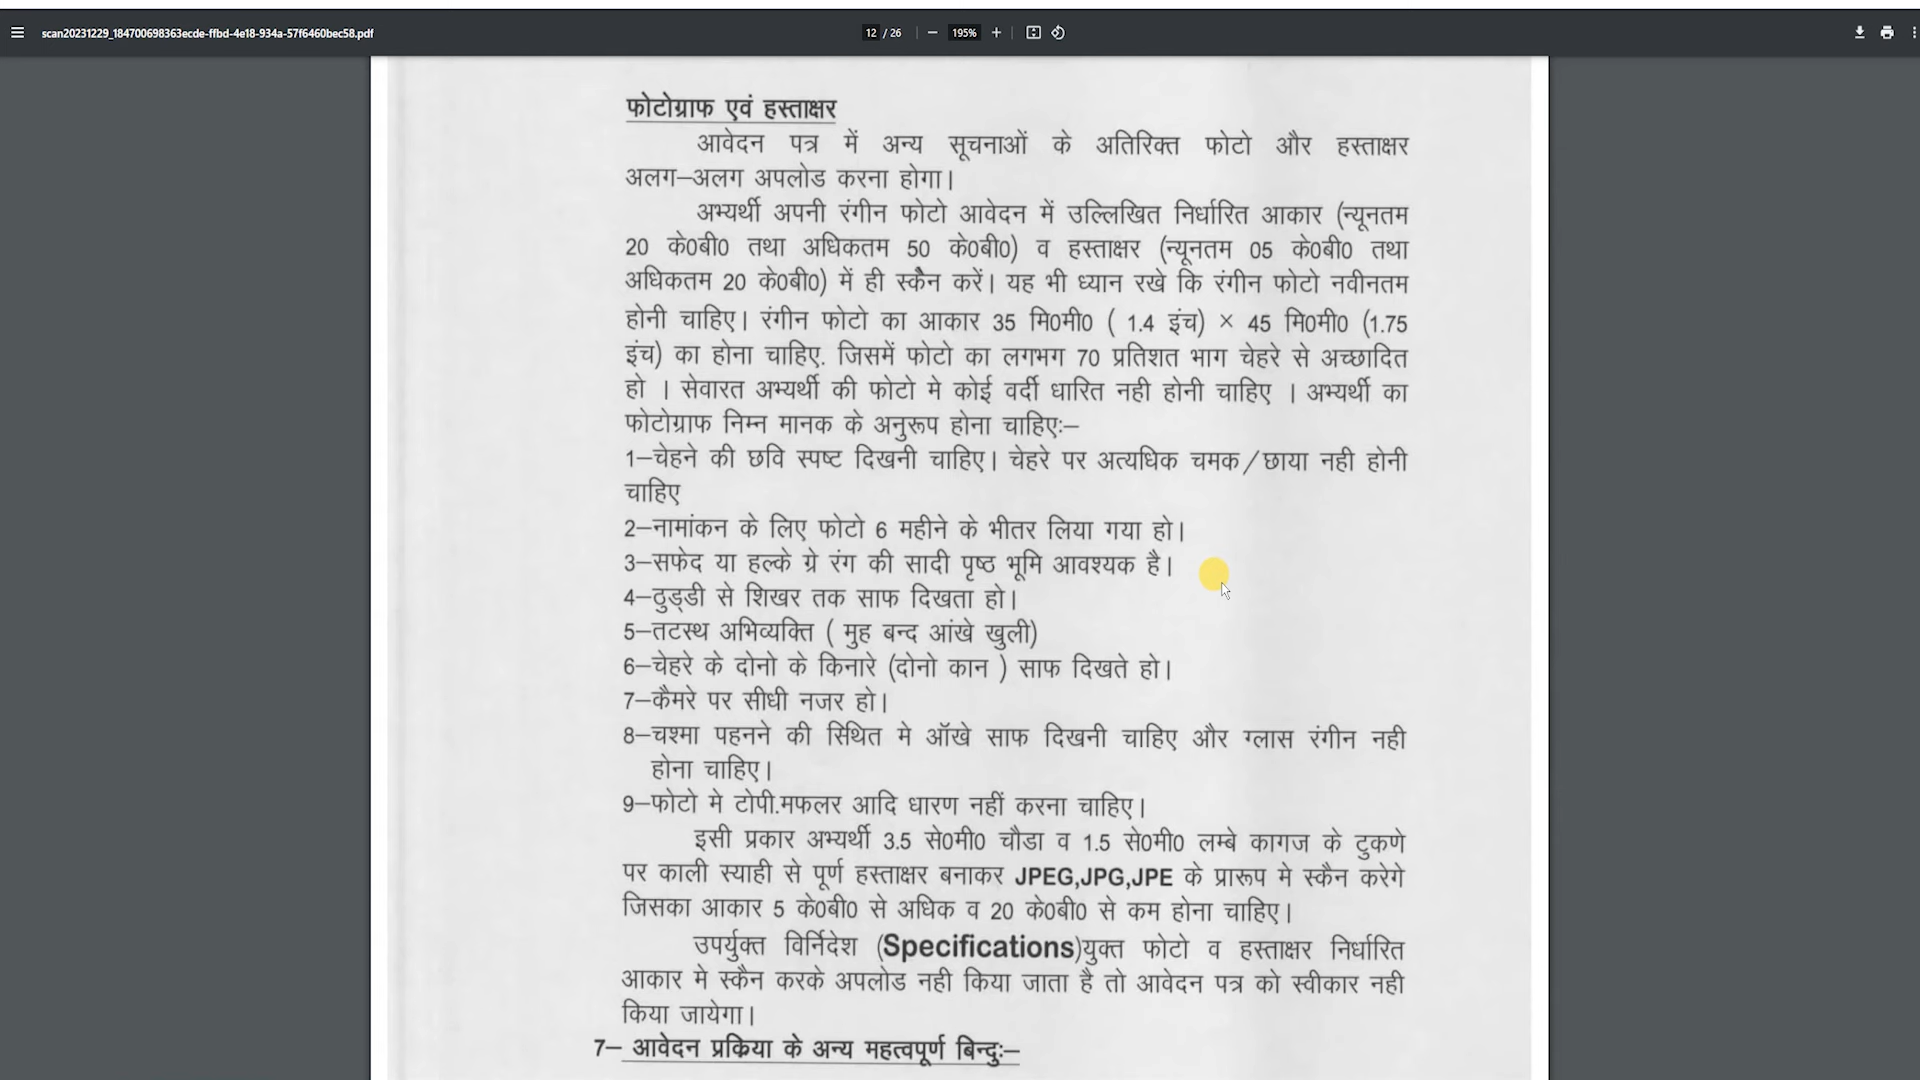 scan20231229_184700698363ecde-ffbd-4e18-934a-57f6460bec58.pdf
12 / 26
195%
फोटोग्राफ एवं हस्ताक्षर
आवेदन पत्र में अन्य सूचनाओं के अतिरिक्त फोटो और हस्ताक्षर
अलग–अलग अपलोड करना होगा।
अभ्यर्थी अपनी रंगीन फोटो आवेदन में उल्लिखित निर्धारित आकार (न्यूनतम
20 के0बी0 तथा अधिकतम 50 के0बी0) व हस्ताक्षर (न्यूनतम 05 के0बी0 तथा
अधिकतम 20 के0बी0) में ही स्कैन करें। यह भी ध्यान रखे कि रंगीन फोटो नवीनतम
होनी चाहिए। रंगीन फोटो का आकार 35 मि0मी0 ( 1.4 इंच) × 45 मि0मी0 (1.75
इंच) का होना चाहिए. जिसमें फोटो का लगभग 70 प्रतिशत भाग चेहरे से अच्छादित
हो । सेवारत अभ्यर्थी की फोटो मे कोई वर्दी धारित नही होनी चाहिए । अभ्यर्थी का
फोटोग्राफ निम्न मानक के अनुरूप होना चाहिएः–
1–चेहने की छवि स्पष्ट दिखनी चाहिए। चेहरे पर अत्यधिक चमक/छाया नही होनी
चाहिए
2–नामांकन के लिए फोटो 6 महीने के भीतर लिया गया हो।
3–सफेद या हल्के ग्रे रंग की सादी पृष्ठ भूमि आवश्यक है।
4–ठुड्डी से शिखर तक साफ दिखता हो।
5–तटस्थ अभिव्यक्ति ( मुह बन्द आंखे खुली)
6–चेहरे के दोनो के किनारे (दोनो कान ) साफ दिखते हो।
7–कैमरे पर सीधी नजर हो।
8–चश्मा पहनने की स्थिित मे ऑखे साफ दिखनी चाहिए और ग्लास रंगीन नही
होना चाहिए।
9–फोटो मे टोपी.मफलर आदि धारण नहीं करना चाहिए।
इसी प्रकार अभ्यर्थी 3.5 से0मी0 चौडा व 1.5 से0मी0 लम्बे कागज के टुकणे
पर काली स्याही से पूर्ण हस्ताक्षर बनाकर JPEG,JPG,JPE के प्रारूप मे स्कैन करेगे
जिसका आकार 5 के0बी0 से अधिक व 20 के0बी0 से कम होना चाहिए।
उपर्युक्त विर्निदेश (Specifications)युक्त फोटो व हस्ताक्षर निर्धारित
आकार मे स्कैन करके अपलोड नही किया जाता है तो आवेदन पत्र को स्वीकार नही
किया जायेगा।
7– आवेदन प्रक्रिया के अन्य महत्वपूर्ण बिन्दुः–